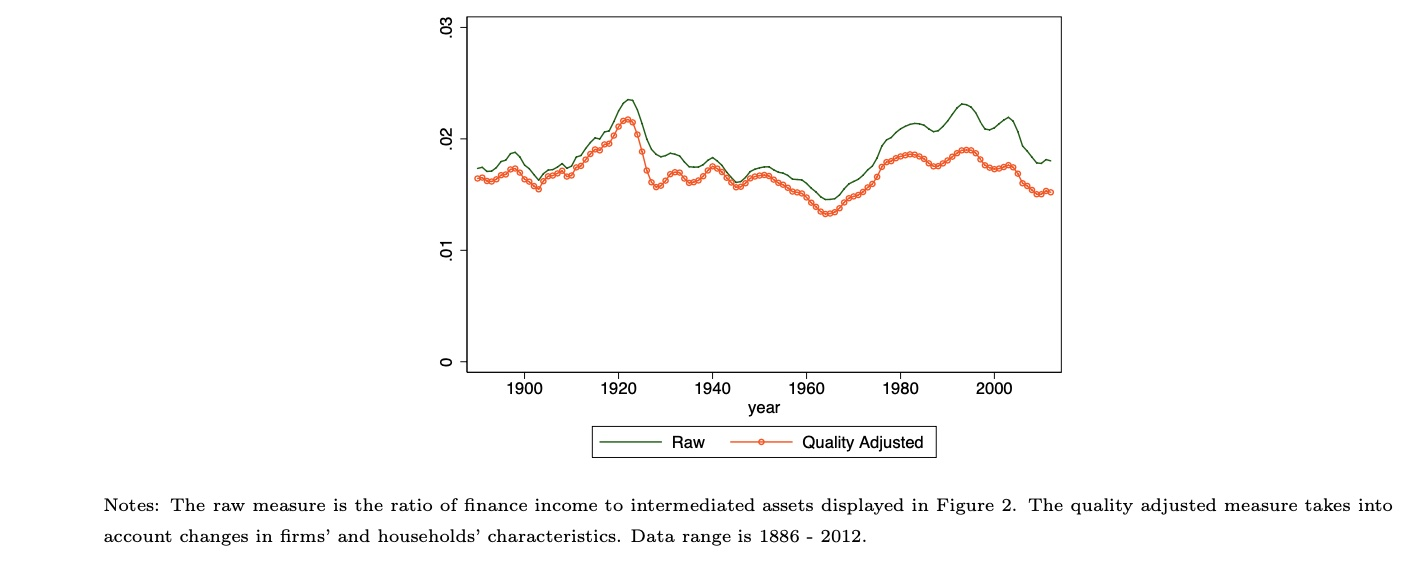 .03
.02
.01
0
1900 1920 1940 1960 1980 2000
year
Raw Quality Adjusted
Notes: The raw measure is the ratio of finance income to intermediated assets displayed in Figure 2. The quality adjusted measure takes into
account changes in firms' and households' characteristics. Data range is 1886 - 2012.